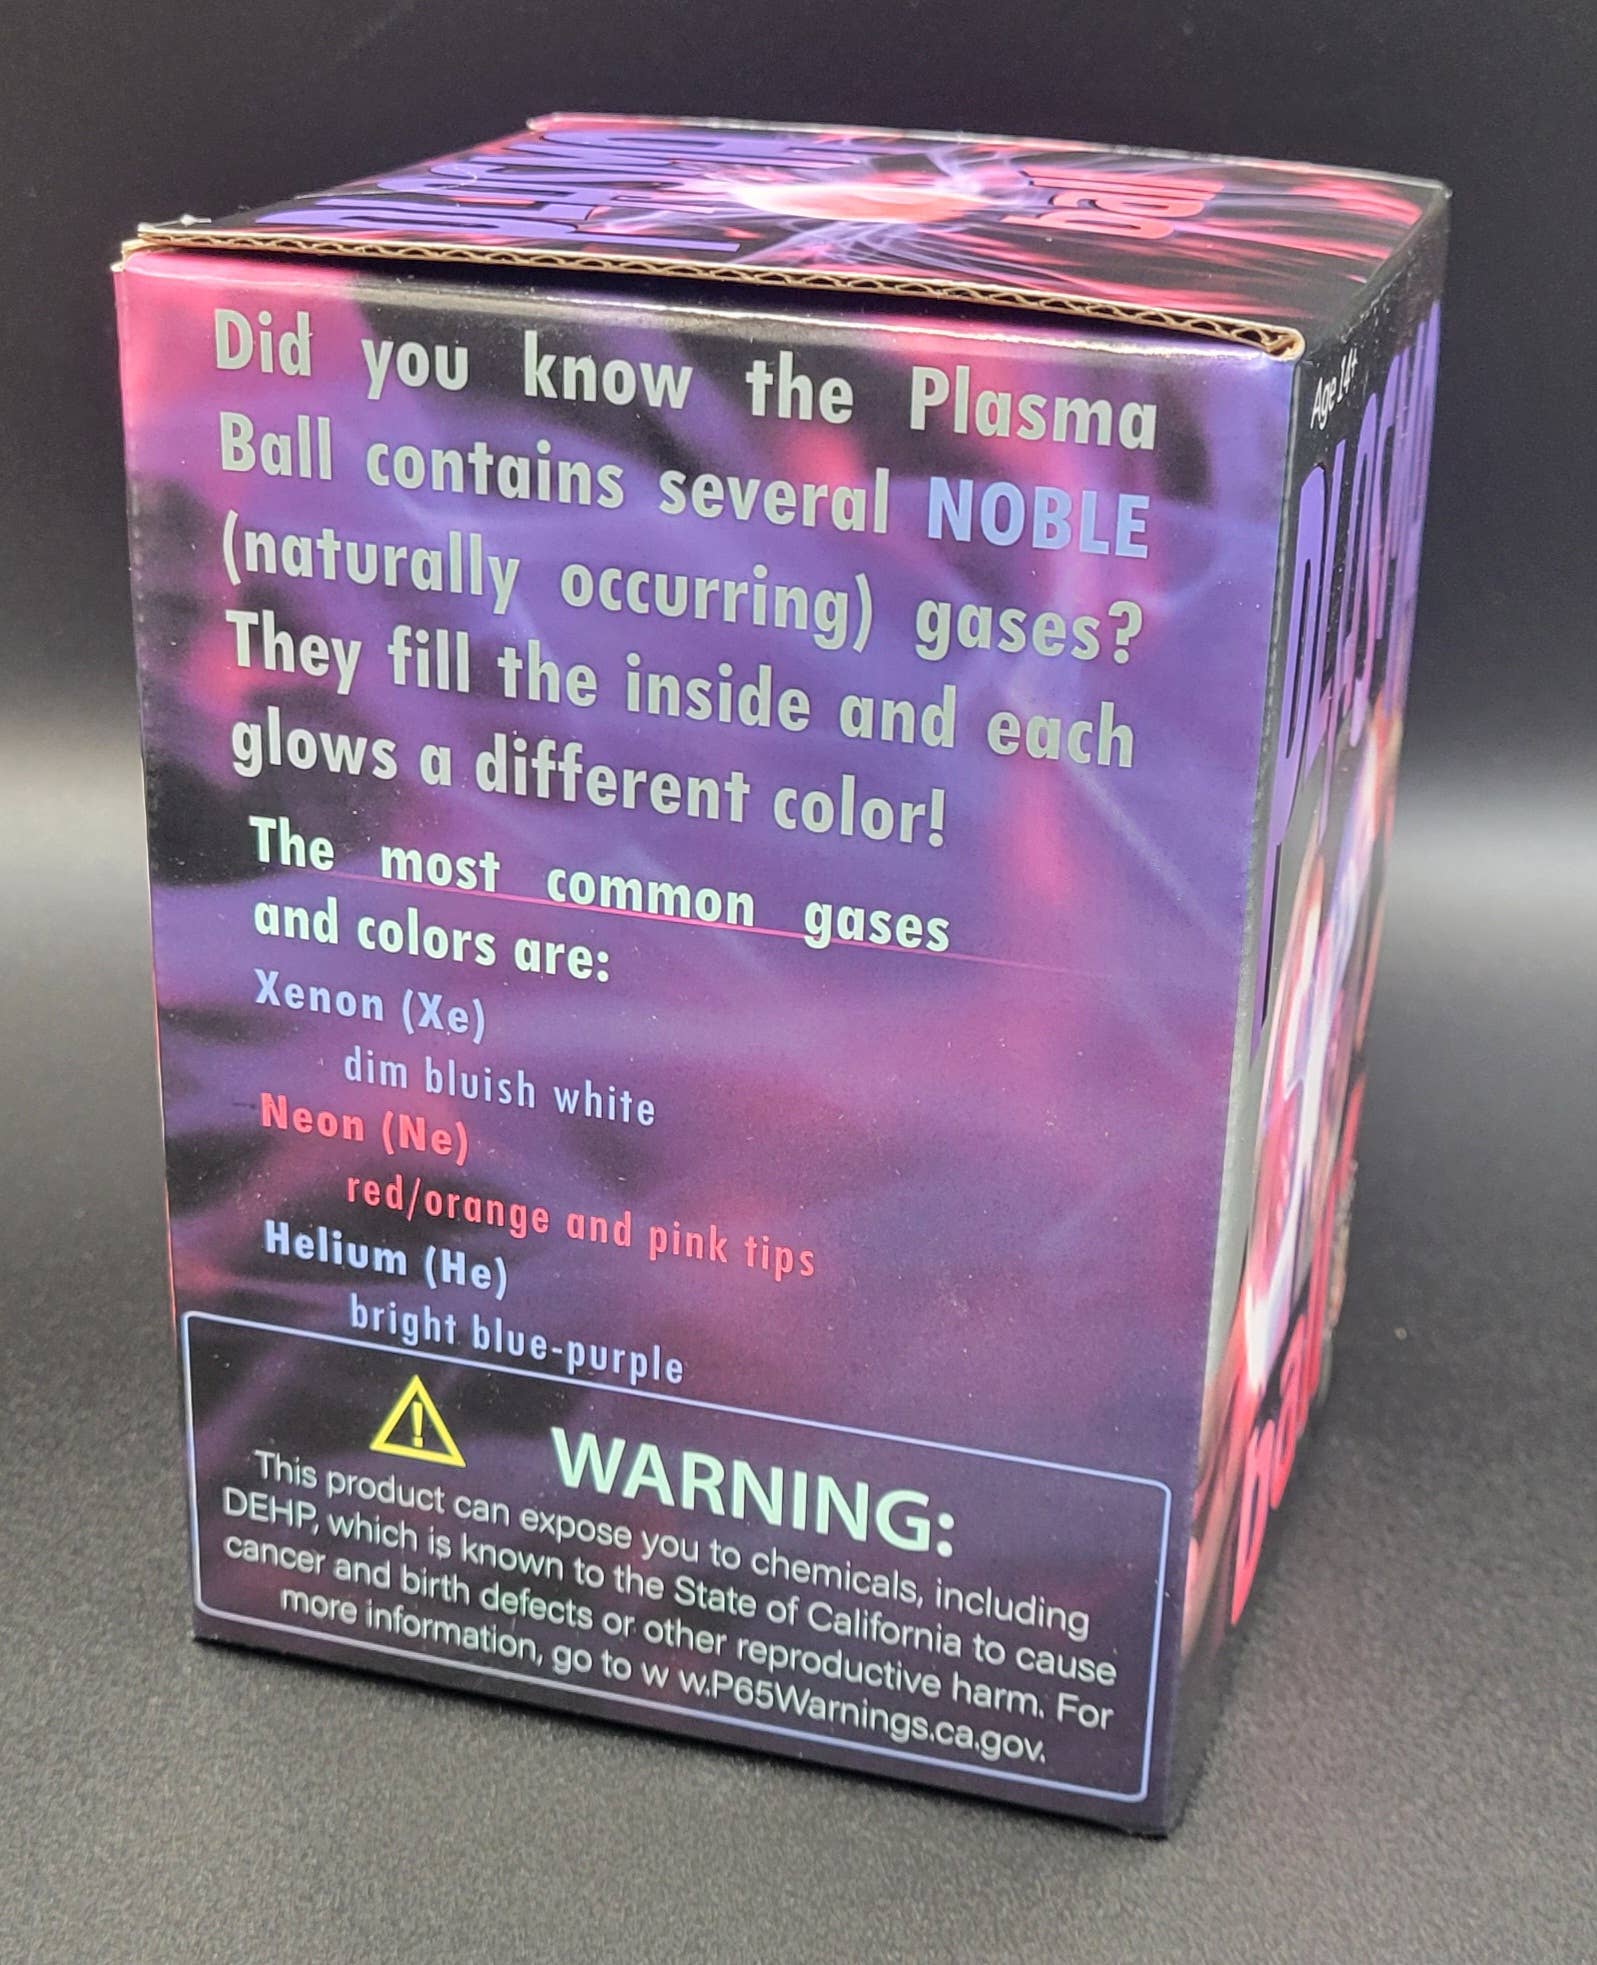 PLASMA
ball
Did you know the Plasma
Ball contains several NOBLE
(naturally occurring) gases?
They fill the inside and each
glows a different color!
The most common gases
and colors are:
Xenon (Xe)
dim bluish white
Neon (Ne)
red/orange and pink tips
Helium (He)
bright blue-purple
WARNING:
This product can expose you to chemicals, including
DEHP, which is known to the State of California to cause
cancer and birth defects or other reproductive harm. For
more information, go to w w.P65Warnings.ca.gov.
Age 14+
PLASMA
ball